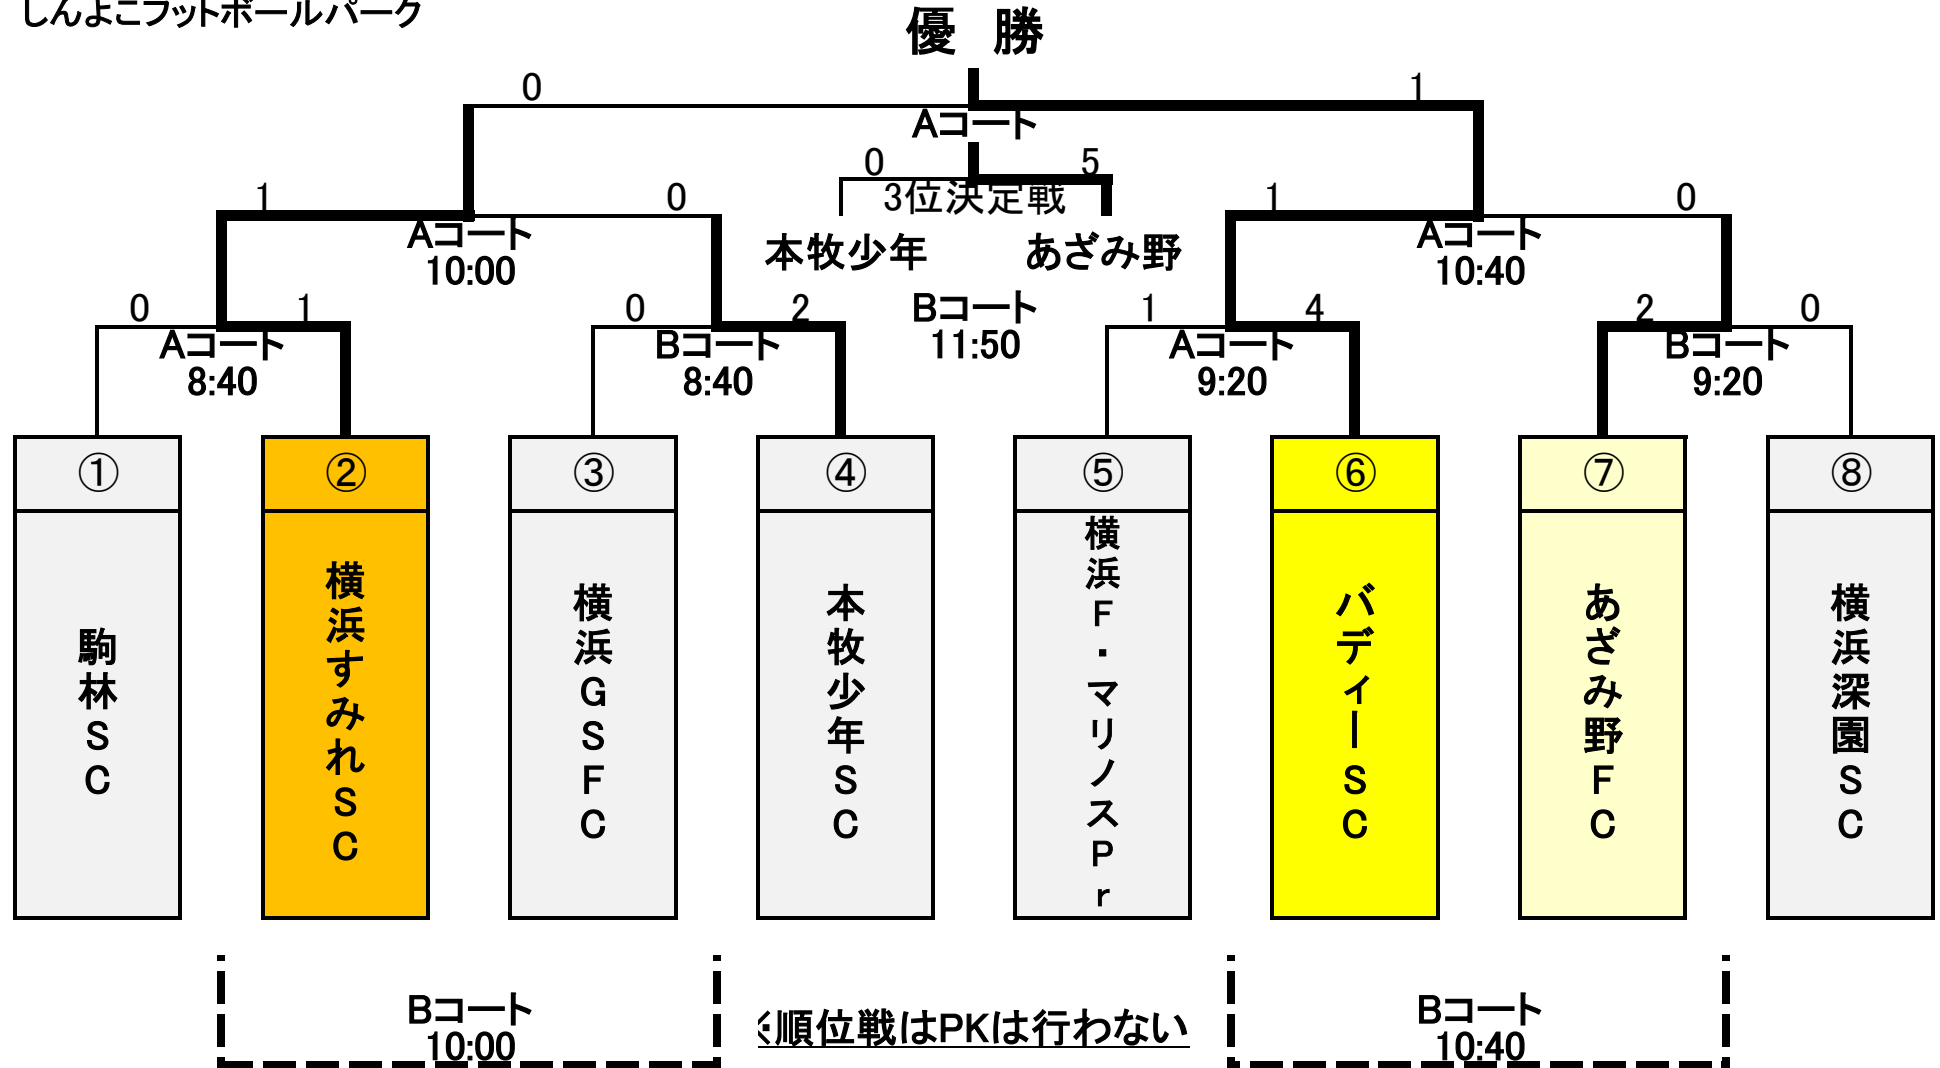 しんよこフットボールパーク
優 勝
0
1
Aコート
0
5
3位決定戦
1
0
1
0
Aコート
10:00
本牧少年
あざみ野
Aコート
10:40
0
1
0
2
Bコート
11:50
1
4
2
0
Aコート
8:40
Bコート
8:40
Aコート
9:20
Bコート
9:20
①
②
③
④
⑤
⑥
⑦
⑧
駒林SC
横浜すみれSC
横浜GSFC
本牧少年SC
横浜F・マリノスPr
バディーSC
あざみ野FC
横浜深園SC
Bコート
10:00
※順位戦はPKは行わない
Bコート
10:40